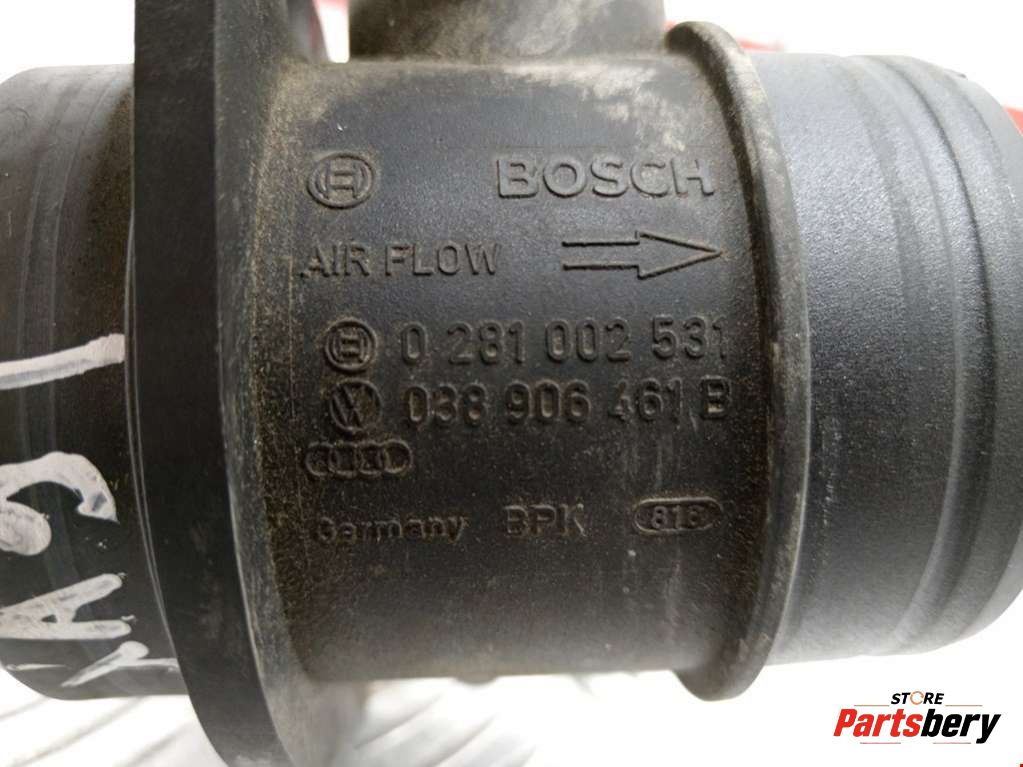 BOSCH
AIR FLOW
0 281 002 531
038 906 461 B
Germany BPK 818
STORE
Partsbery